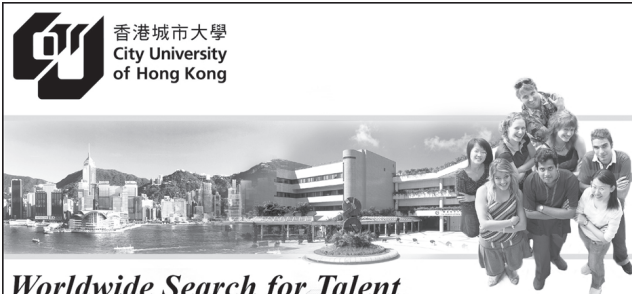 香港城市大學
City University
of Hong Kong
Worldwide Search for Talent